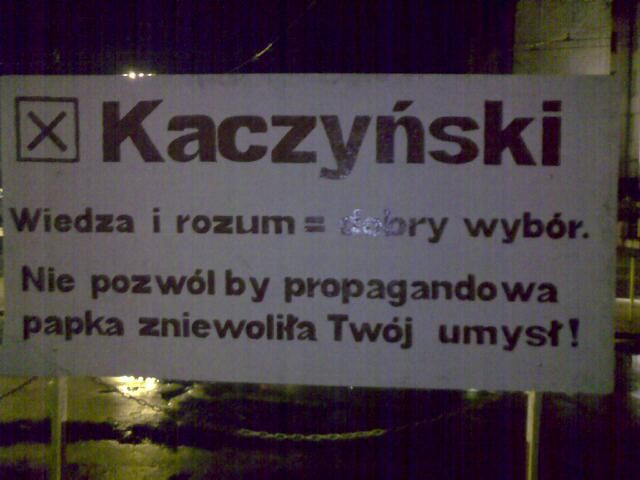 ☒ Kaczyński
Wiedza i rozum = dobry wybór.
Nie pozwól by propagandowa
papka zniewoliła Twój umysł!